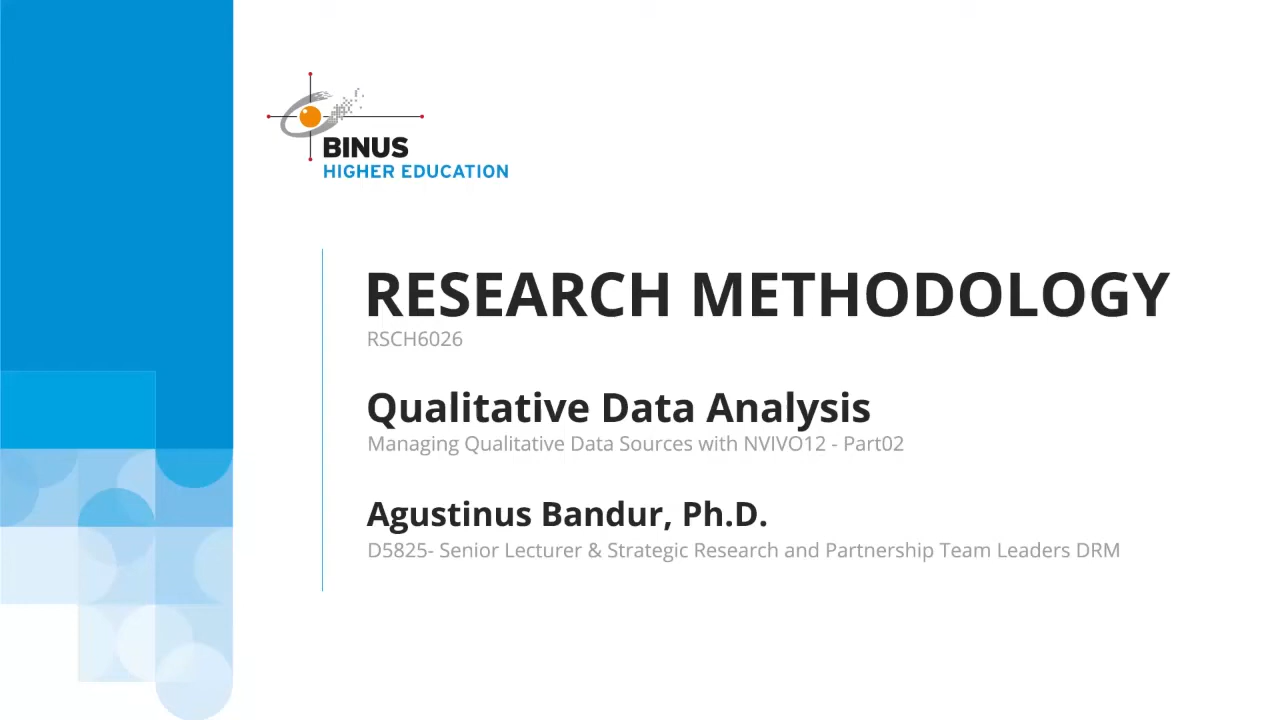 BINUS
HIGHER EDUCATION
RESEARCH METHODOLOGY
RSCH6026
Qualitative Data Analysis
Managing Qualitative Data Sources with NVIVO12 - Part02
Agustinus Bandur, Ph.D.
D5825- Senior Lecturer & Strategic Research and Partnership Team Leaders DRM